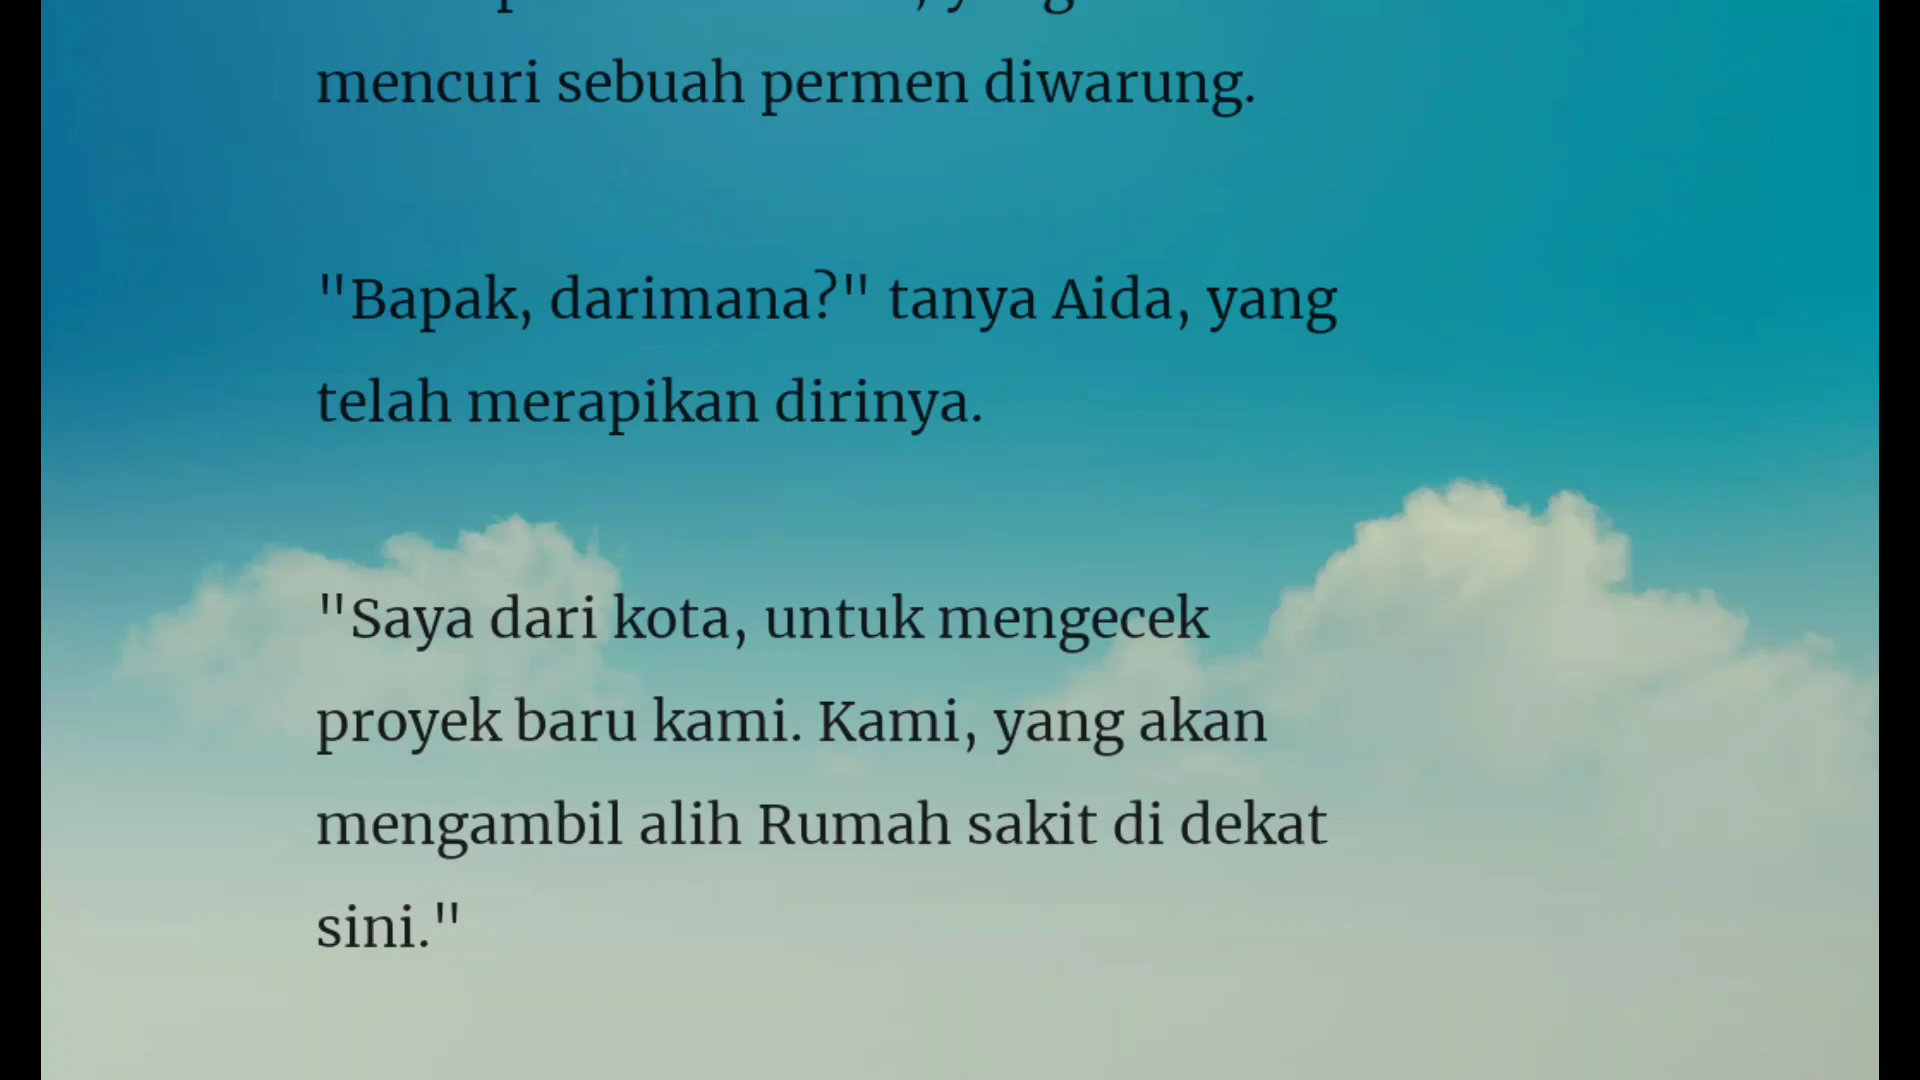 mencuri sebuah permen diwarung.
"Bapak, darimana?" tanya Aida, yang
telah merapikan dirinya.
"Saya dari kota, untuk mengecek
proyek baru kami. Kami, yang akan
mengambil alih Rumah sakit di dekat
sini."